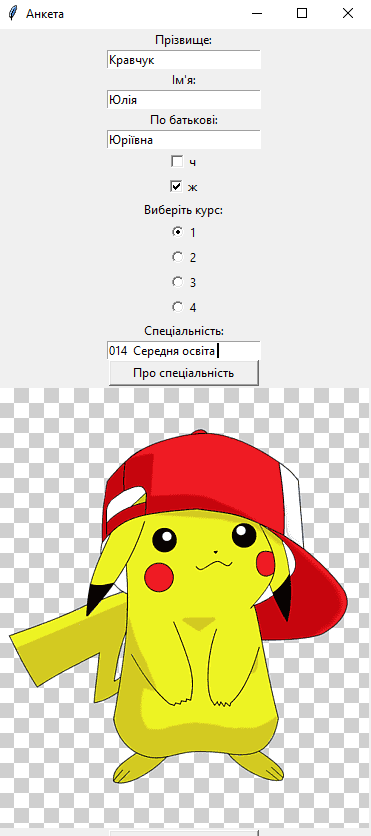 Анкета
Прізвище:
Кравчук
Ім'я:
Юлія
По батькові:
Юріївна
ч
ж
Виберіть курс:
1
2
3
4
Спеціальність:
014 Середня освіта
Про спеціальність